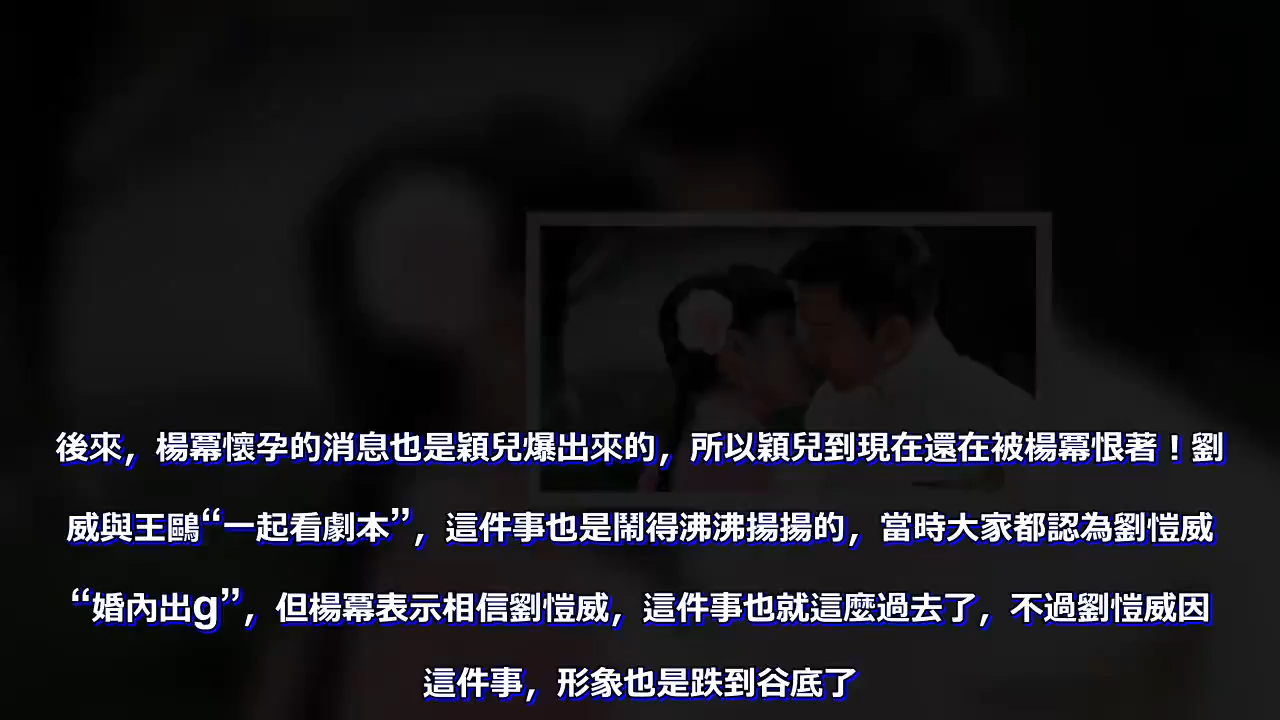 後來，楊冪懷孕的消息也是穎兒爆出來的，所以穎兒到現在還在被楊冪恨著！劉
威與王鷗“一起看劇本”，這件事也是鬧得沸沸揚揚的，當時大家都認為劉愷威
“婚內出g”，但楊冪表示相信劉愷威，這件事也就這麼過去了，不過劉愷威因
這件事，形象也是跌到谷底了